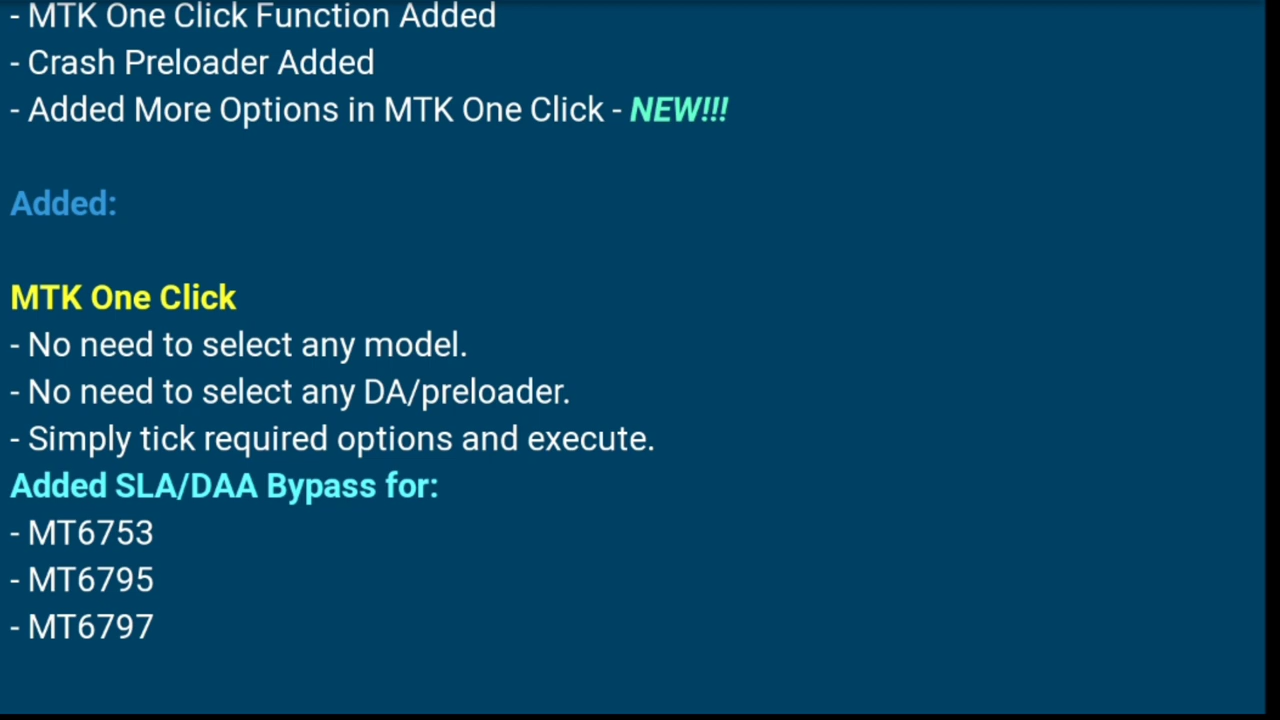 - MTK One Click Function Added
- Crash Preloader Added
- Added More Options in MTK One Click - NEW!!!
Added:
MTK One Click
- No need to select any model.
- No need to select any DA/preloader.
- Simply tick required options and execute.
Added SLA/DAA Bypass for:
- MT6753
- MT6795
- MT6797